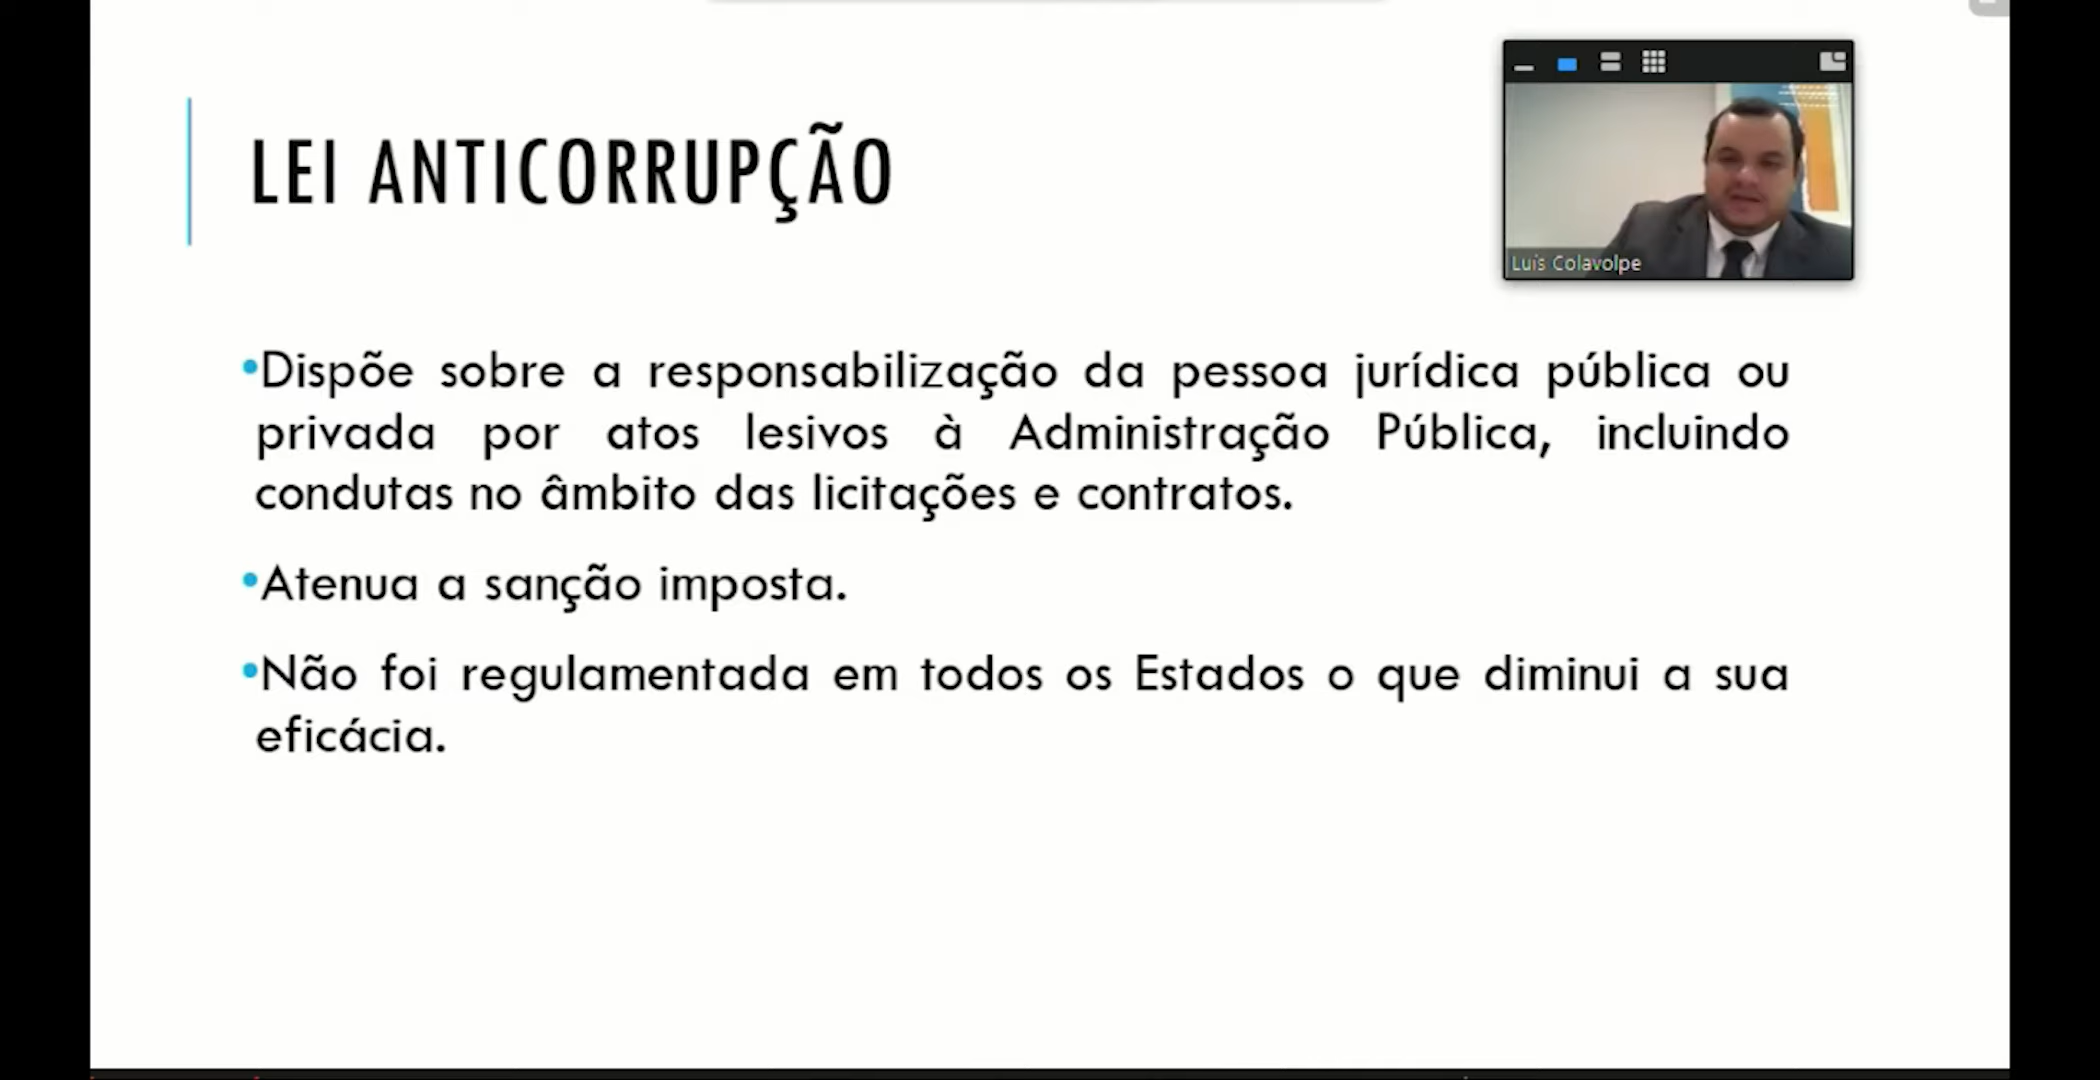 LEI ANTICORRUPÇÃO
Luis Colavolpe
•Dispõe sobre a responsabilização da pessoa jurídica pública ou
privada por atos lesivos à Administração Pública, incluindo
condutas no âmbito das licitações e contratos.
•Atenua a sanção imposta.
•Não foi regulamentada em todos os Estados o que diminui a sua
eficácia.